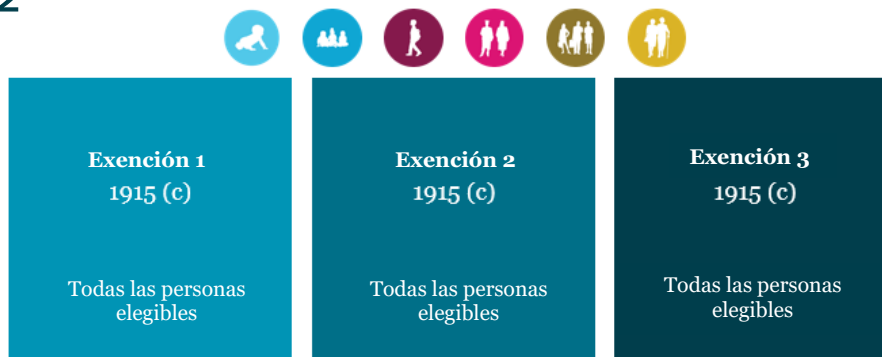 2
Exención 1
1915 (c)
Todas las personas
elegibles
Exención 2
1915 (c)
Todas las personas
elegibles
Exención 3
1915 (c)
Todas las personas
elegibles